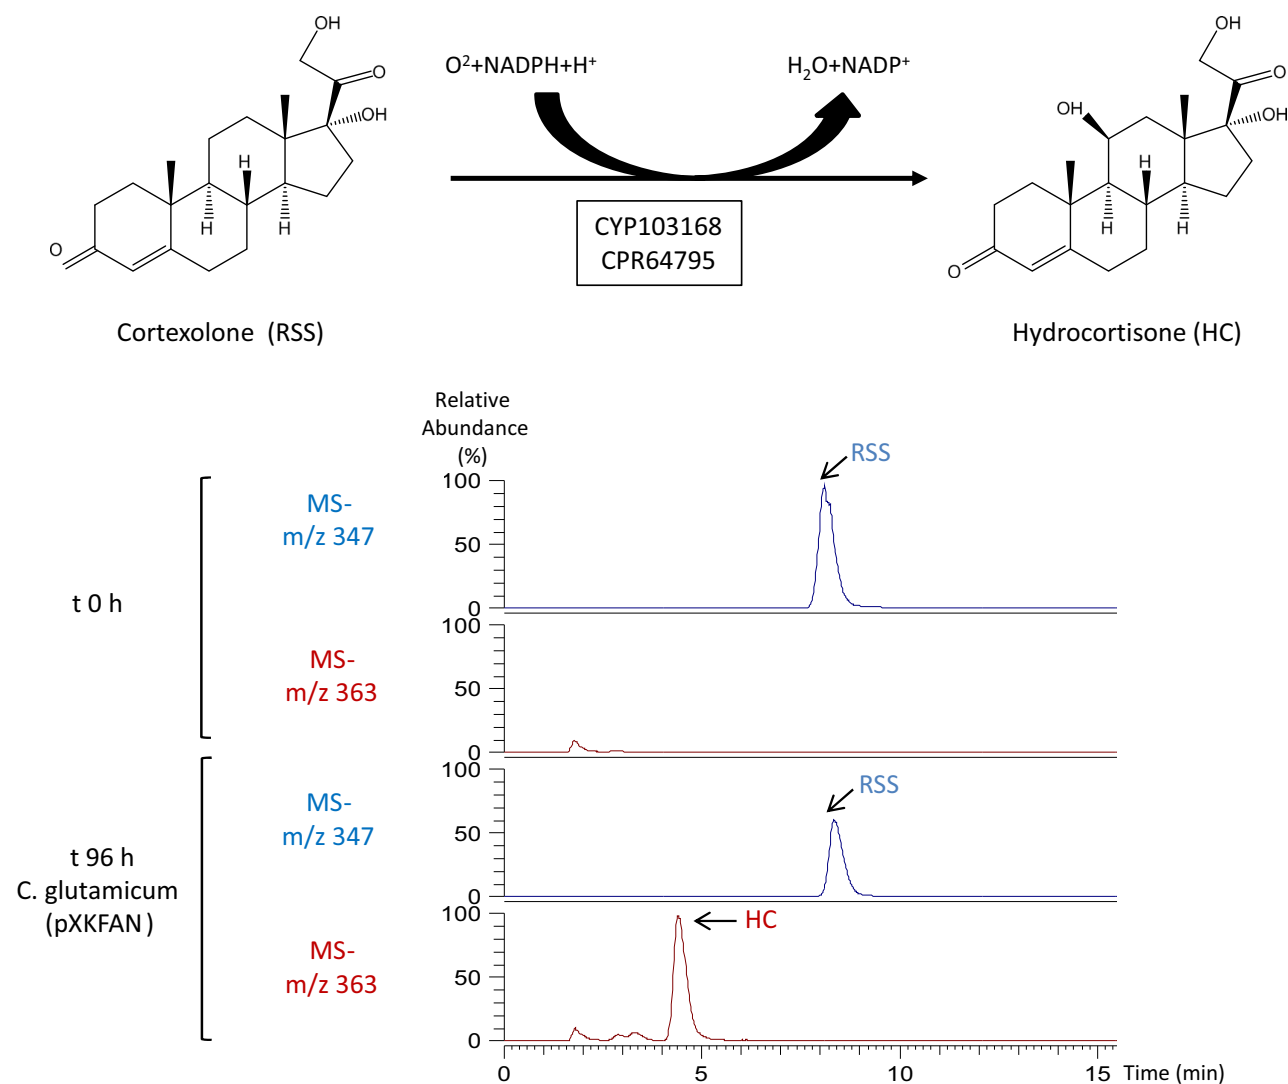 OH
O
OH
H
H
H
O
Cortexolone (RSS)
O²+NADPH+H⁺
H₂O+NADP⁺
CYP103168
CPR64795
OH
O
OH
OH
H
H
H
O
Hydrocortisone (HC)
Relative
Abundance
(%)
t 0 h
MS-
m/z 347
100
50
0
RSS
MS-
m/z 363
100
50
0
t 96 h
C. glutamicum
(pXKFAN)
MS-
m/z 347
100
50
0
RSS
MS-
m/z 363
100
50
0
HC
0 5 10 15 Time (min)